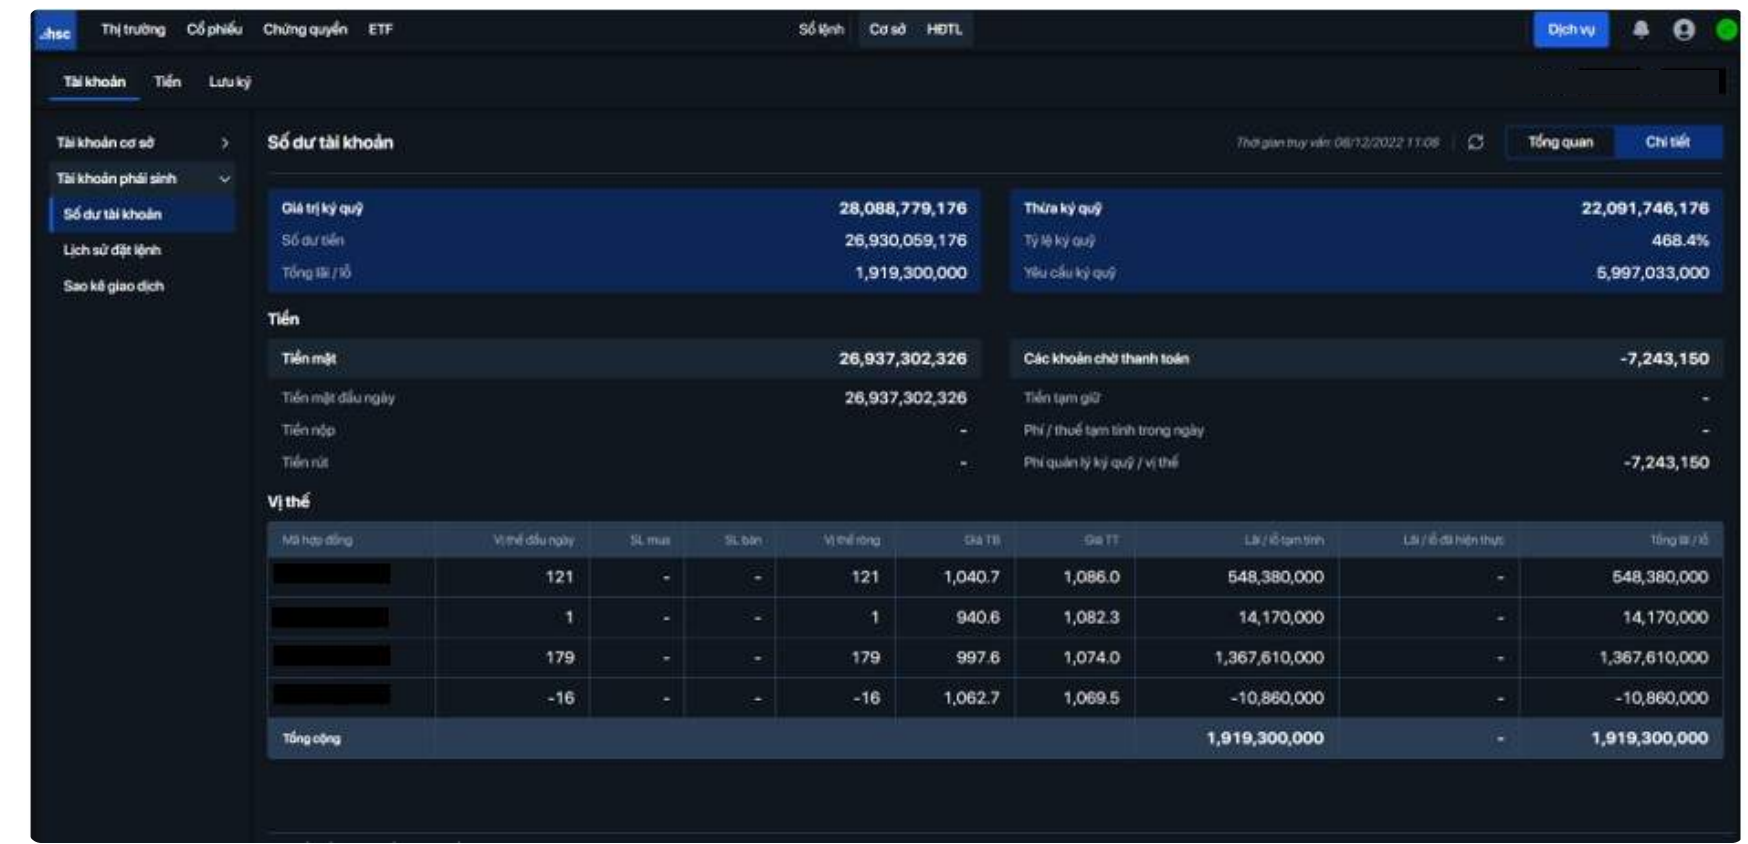 .:hsc Thị trường Cổ phiếu Chứng quyền ETF Sổ lệnh Cơ sở HĐTL Dịch vụ
Tài khoản Tiền Lưu ký
Tài khoản cơ sở
Tài khoản phái sinh
Số dư tài khoản
Lịch sử đặt lệnh
Sao kê giao dịch
Số dư tài khoản Thời gian truy vấn: 08/12/2022 11:08 Tổng quan Chi tiết
Giá trị ký quỹ 28,088,779,176 Thừa ký quỹ 22,091,746,176
Số dư tiền 26,930,059,176 Tỷ lệ ký quỹ 468.4%
Tổng lãi / lỗ 1,919,300,000 Yêu cầu ký quỹ 5,997,033,000
Tiền
Tiền mặt 26,937,302,326 Các khoản chờ thanh toán -7,243,150
Tiền mặt đầu ngày 26,937,302,326 Tiền tạm giữ -
Tiền nộp - Phí / thuế tạm tính trong ngày -
Tiền rút - Phí quản lý ký quỹ / vị thế -7,243,150
Vị thế
Mã hợp đồng Vị thế đầu ngày SL mua SL bán Vị thế ròng Giá TB Giá TT Lãi / lỗ tạm tính Lãi / lỗ đã hiện thực Tổng lãi / lỗ
121 - - 121 1,040.7 1,086.0 548,380,000 - 548,380,000
1 - - 1 940.6 1,082.3 14,170,000 - 14,170,000
179 - - 179 997.6 1,074.0 1,367,610,000 - 1,367,610,000
-16 - - -16 1,062.7 1,069.5 -10,860,000 - -10,860,000
Tổng cộng 1,919,300,000 - 1,919,300,000